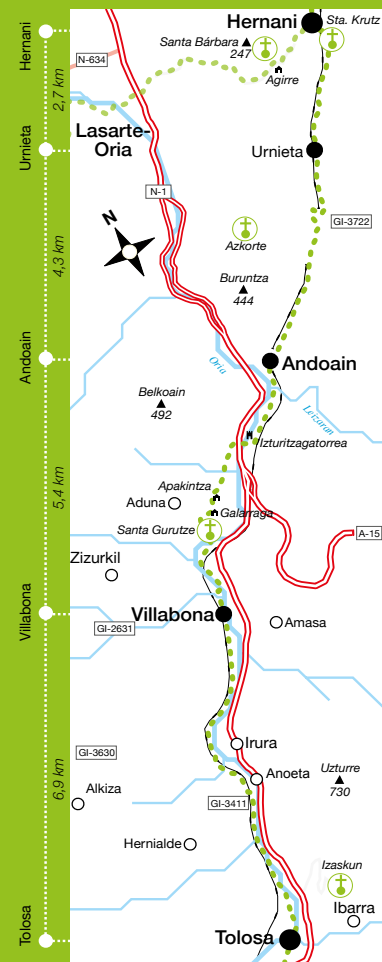 Hernani
2,7 km
Urnieta
4,3 km
Andoain
5,4 km
Villabona
6,9 km
Tolosa
Hernani
Sta. Krutz
Santa Bárbara
247
N-634
Agirre
Lasarte-
Oria
Urnieta
N-1
GI-3722
N
Azkorte
Buruntza
444
Oria
Andoain
Belkoain
492
Leizaran
Izturitzagatorrea
Apakintza
Aduna
Galarraga
Santa Gurutze
A-15
Zizurkil
Villabona
Amasa
GI-2631
Irura
GI-3630
Anoeta
Uzturre
730
Alkiza
GI-3411
Hernialde
Izaskun
Ibarra
Tolosa